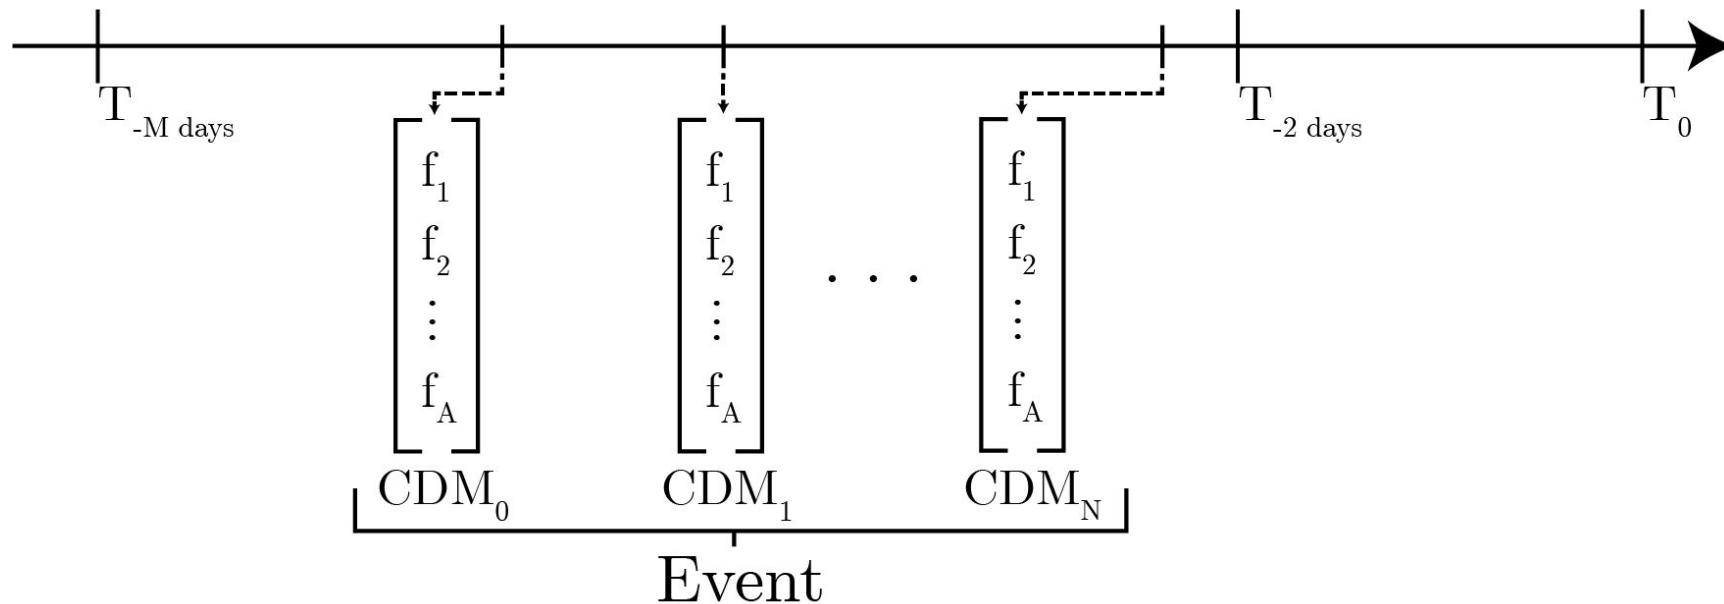 T-M days T-2 days T0
f1 f1 f1
f2 f2 . . . f2
⋮ ⋮ ⋮
fA fA fA
CDM0 CDM1 CDMN
Event